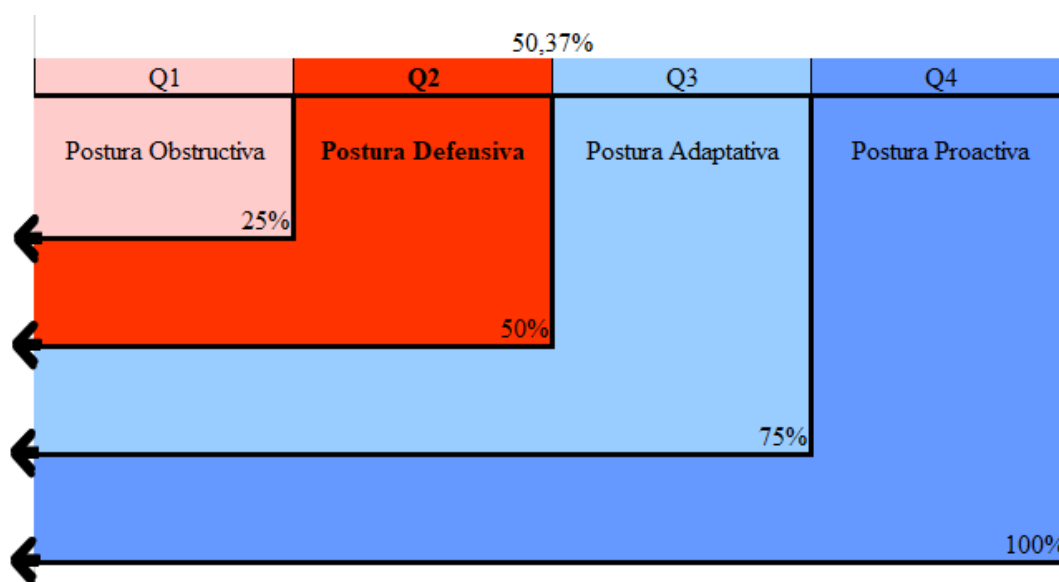 50,37%
Q1 Q2 Q3 Q4
Postura Obstructiva Postura Defensiva Postura Adaptativa Postura Proactiva
25%
50%
75%
100%